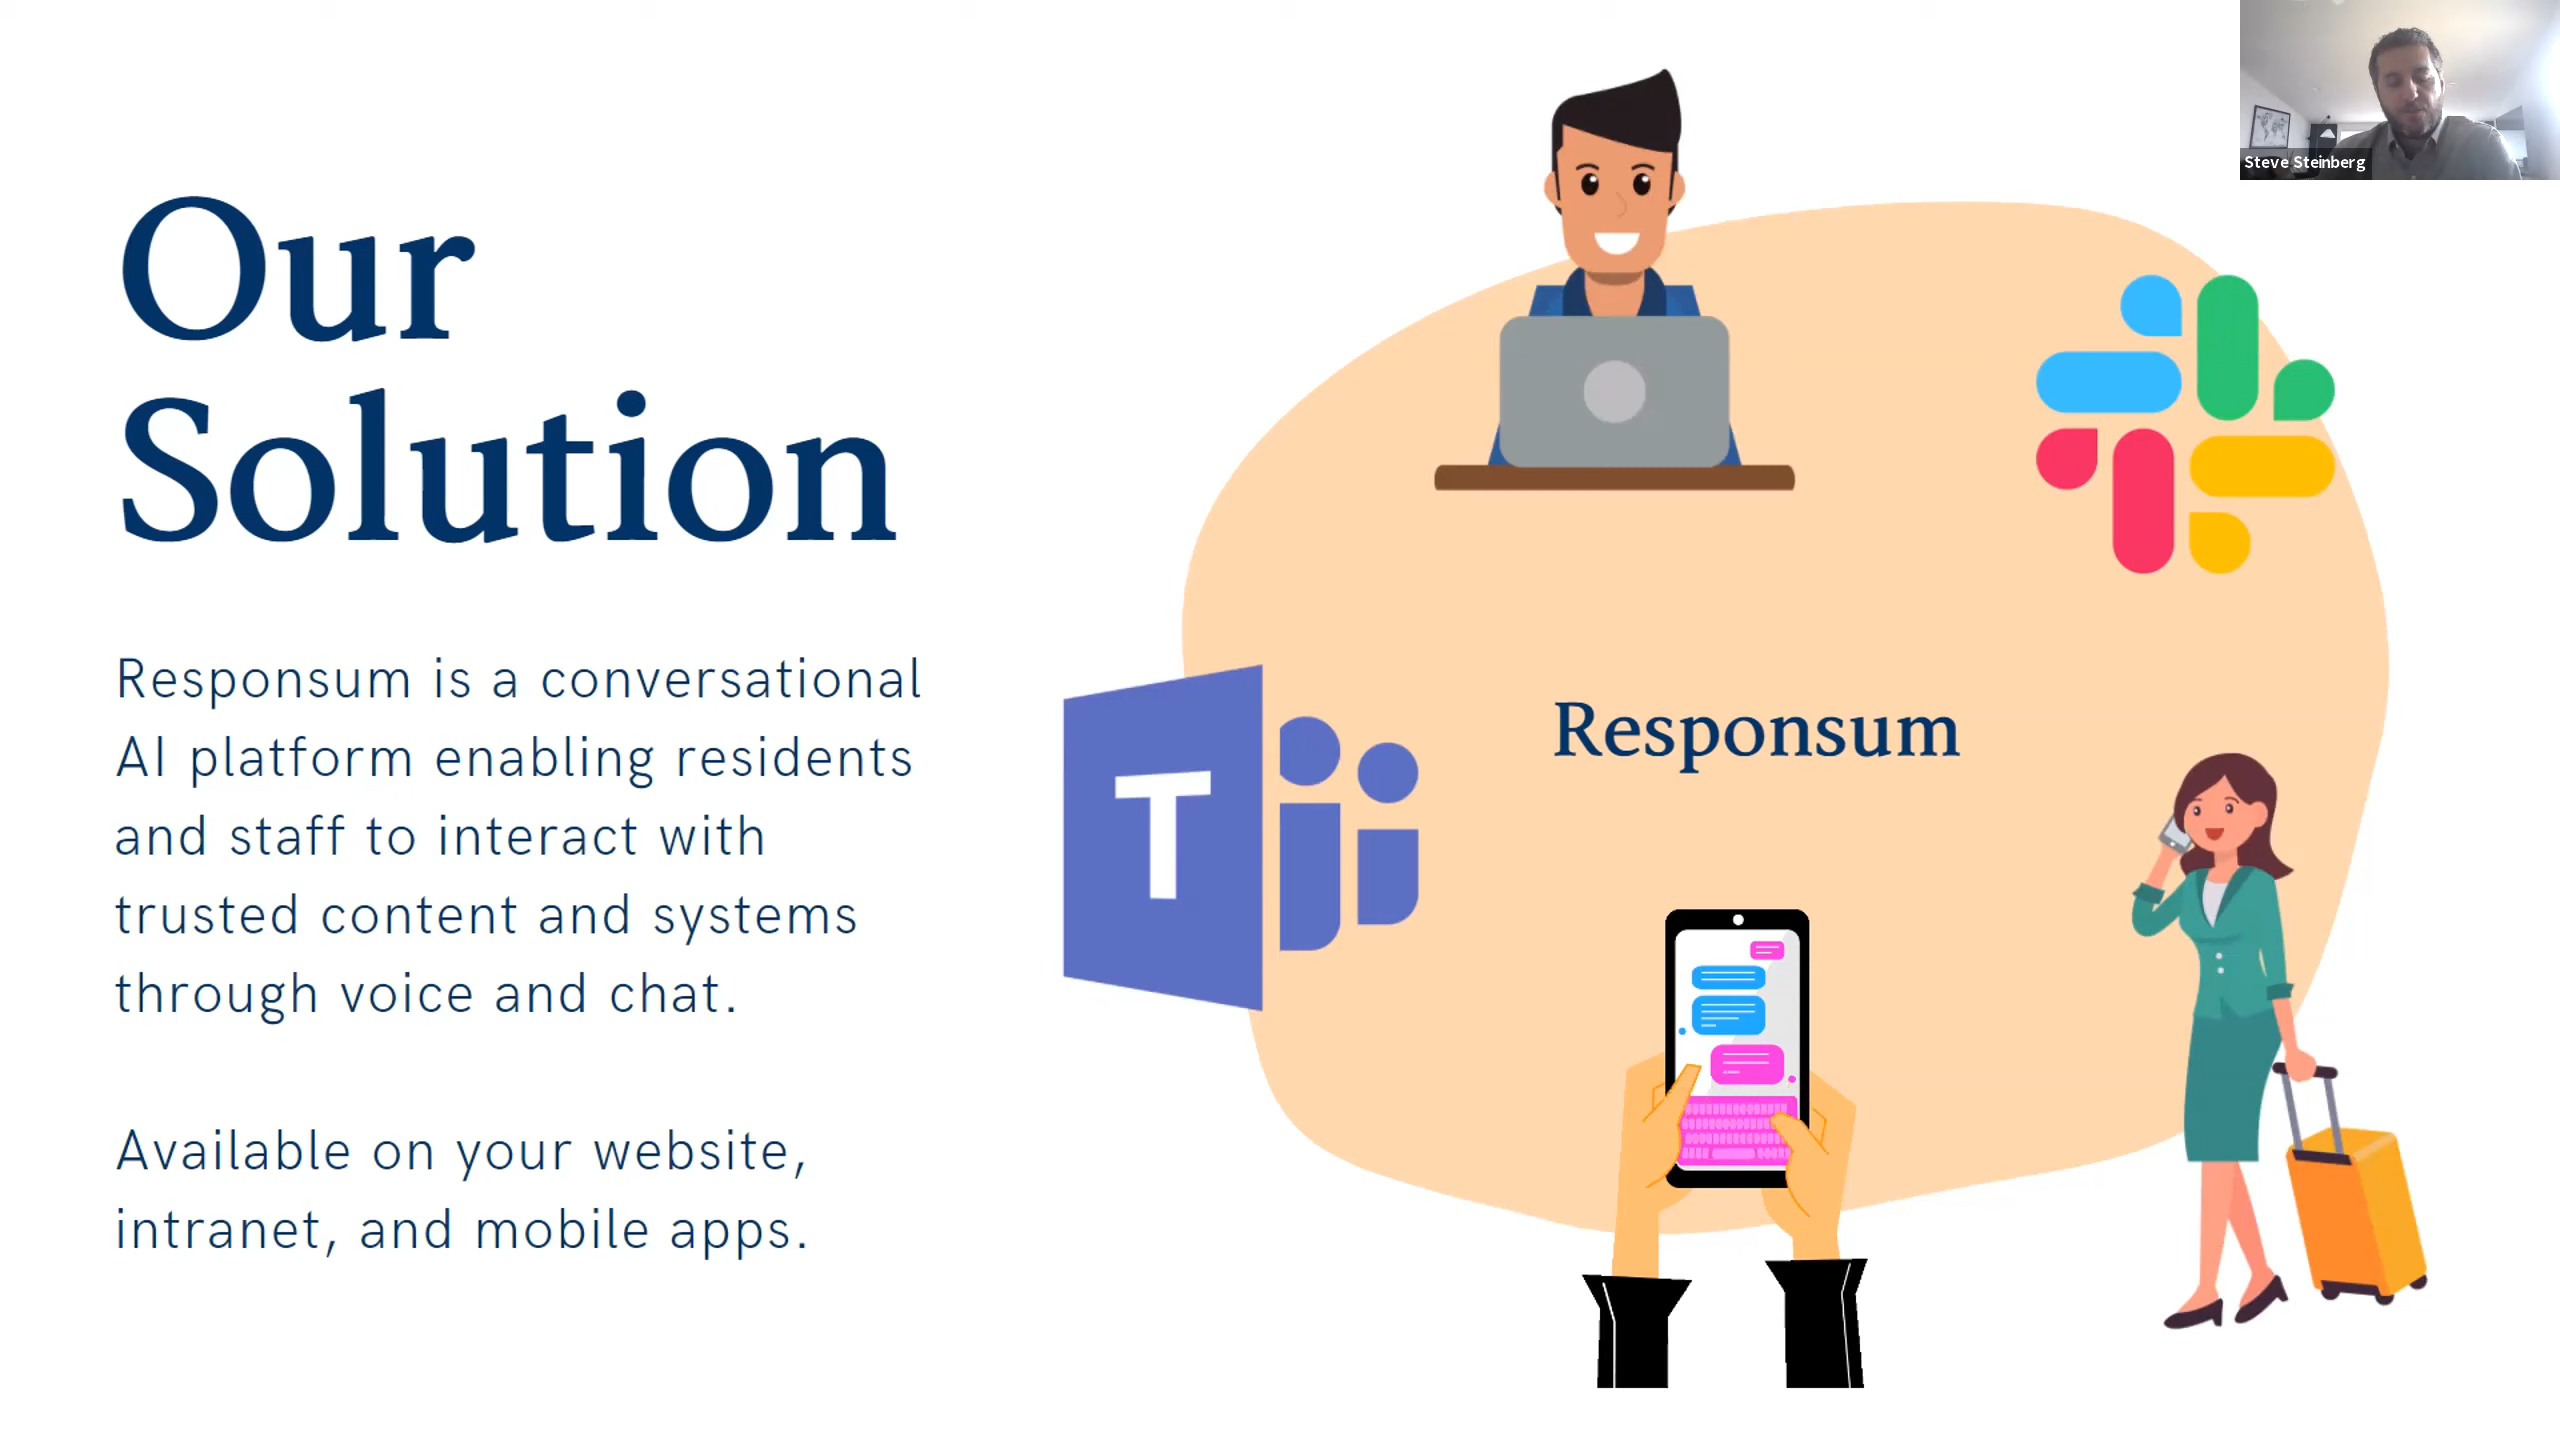 Our
Solution
Responsum is a conversational
AI platform enabling residents
and staff to interact with
trusted content and systems
through voice and chat.
Available on your website,
intranet, and mobile apps.
T
Responsum
Steve Steinberg